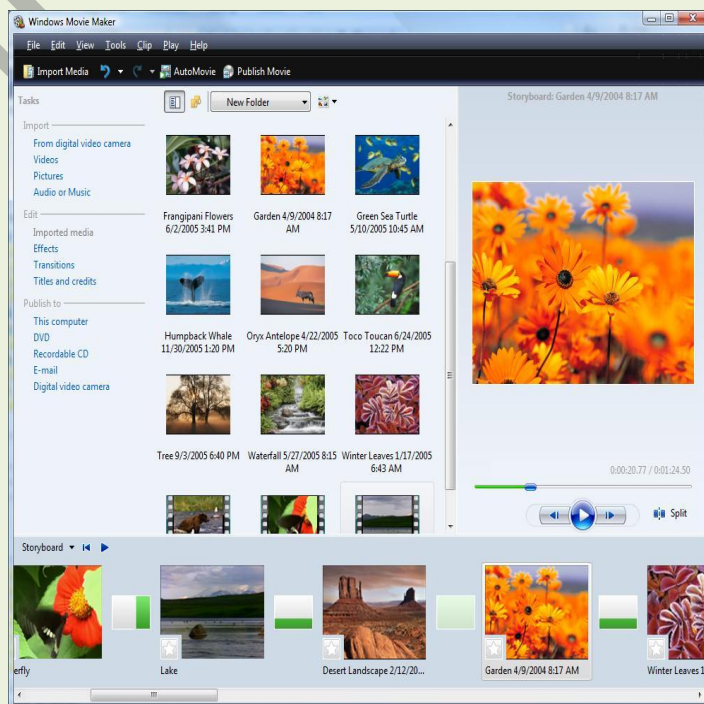 Windows Movie Maker
File Edit View Tools Clip Play Help
Import Media AutoMovie Publish Movie
Tasks
New Folder
Storyboard: Garden 4/9/2004 8:17 AM
Import
From digital video camera
Videos
Pictures
Audio or Music
Edit
Imported media
Effects
Transitions
Titles and credits
Publish to
This computer
DVD
Recordable CD
E-mail
Digital video camera
Frangipani Flowers
6/2/2005 3:41 PM
Garden 4/9/2004 8:17
AM
Green Sea Turtle
5/10/2005 10:45 AM
Humpback Whale
11/30/2005 1:20 PM
Oryx Antelope 4/22/2005
5:20 PM
Toco Toucan 6/24/2005
12:22 PM
Tree 9/3/2005 6:40 PM
Waterfall 5/27/2005 8:15
AM
Winter Leaves 1/17/2005
6:43 AM
0:00:20.77 / 0:01:24.50
Split
Storyboard
erfly
Lake
Desert Landscape 2/12/20...
Garden 4/9/2004 8:17 AM
Winter Leaves 1